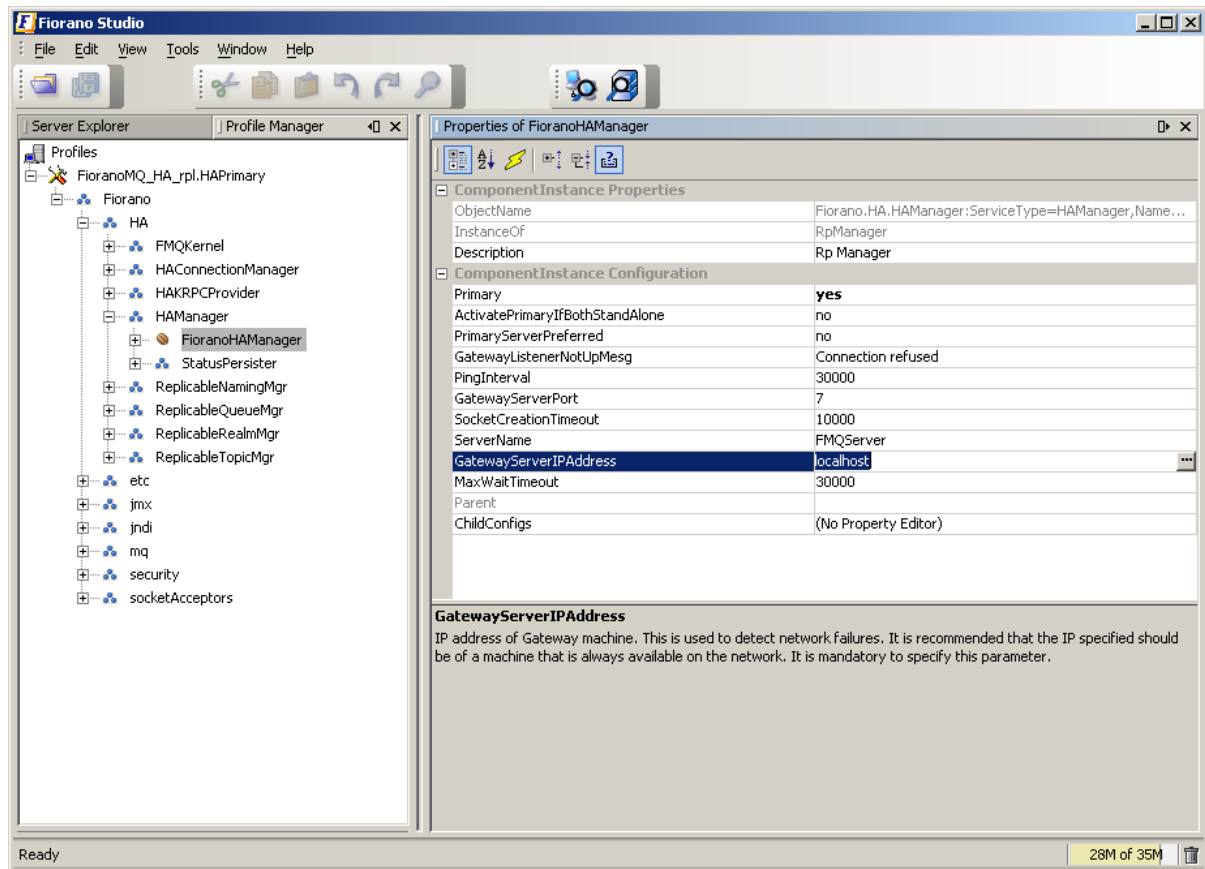 Fiorano Studio
File Edit View Tools Window Help
Server Explorer Profile Manager
Profiles
FioranoMQ_HA_rpl.HAPrimary
Fiorano
HA
FMQKernel
HAConnectionManager
HAKRPCProvider
HAManager
FioranoHAManager
StatusPersister
ReplicableNamingMgr
ReplicableQueueMgr
ReplicableRealmMgr
ReplicableTopicMgr
etc
jmx
jndi
mq
security
socketAcceptors
Properties of FioranoHAManager
ComponentInstance Properties
ObjectName Fiorano.HA.HAManager:ServiceType=HAManager,Name...
InstanceOf RpManager
Description Rp Manager
ComponentInstance Configuration
Primary yes
ActivatePrimaryIfBothStandAlone no
PrimaryServerPreferred no
GatewayListenerNotUpMesg Connection refused
PingInterval 30000
GatewayServerPort 7
SocketCreationTimeout 10000
ServerName FMQServer
GatewayServerIPAddress localhost ...
MaxWaitTimeout 30000
Parent
ChildConfigs (No Property Editor)
GatewayServerIPAddress
IP address of Gateway machine. This is used to detect network failures. It is recommended that the IP specified should
be of a machine that is always available on the network. It is mandatory to specify this parameter.
Ready 28M of 35M